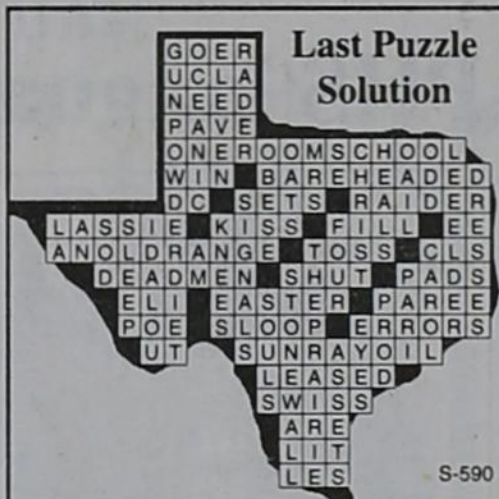 Last Puzzle
Solution
GOER
UCLA
NEED
PAVE
ONEROOMSCHOOL
WIN BAREHEADED
DC SETS RAIDER
LASSIE KISS FILL EE
ANOLDRANGE TOSS CLS
DEADMEN SHUT PADS
ELI EASTER PAREE
POE SLOOP ERRORS
UT SUNRAYOIL
LEASED
SWISS
ARE
LIT
LES
S-590